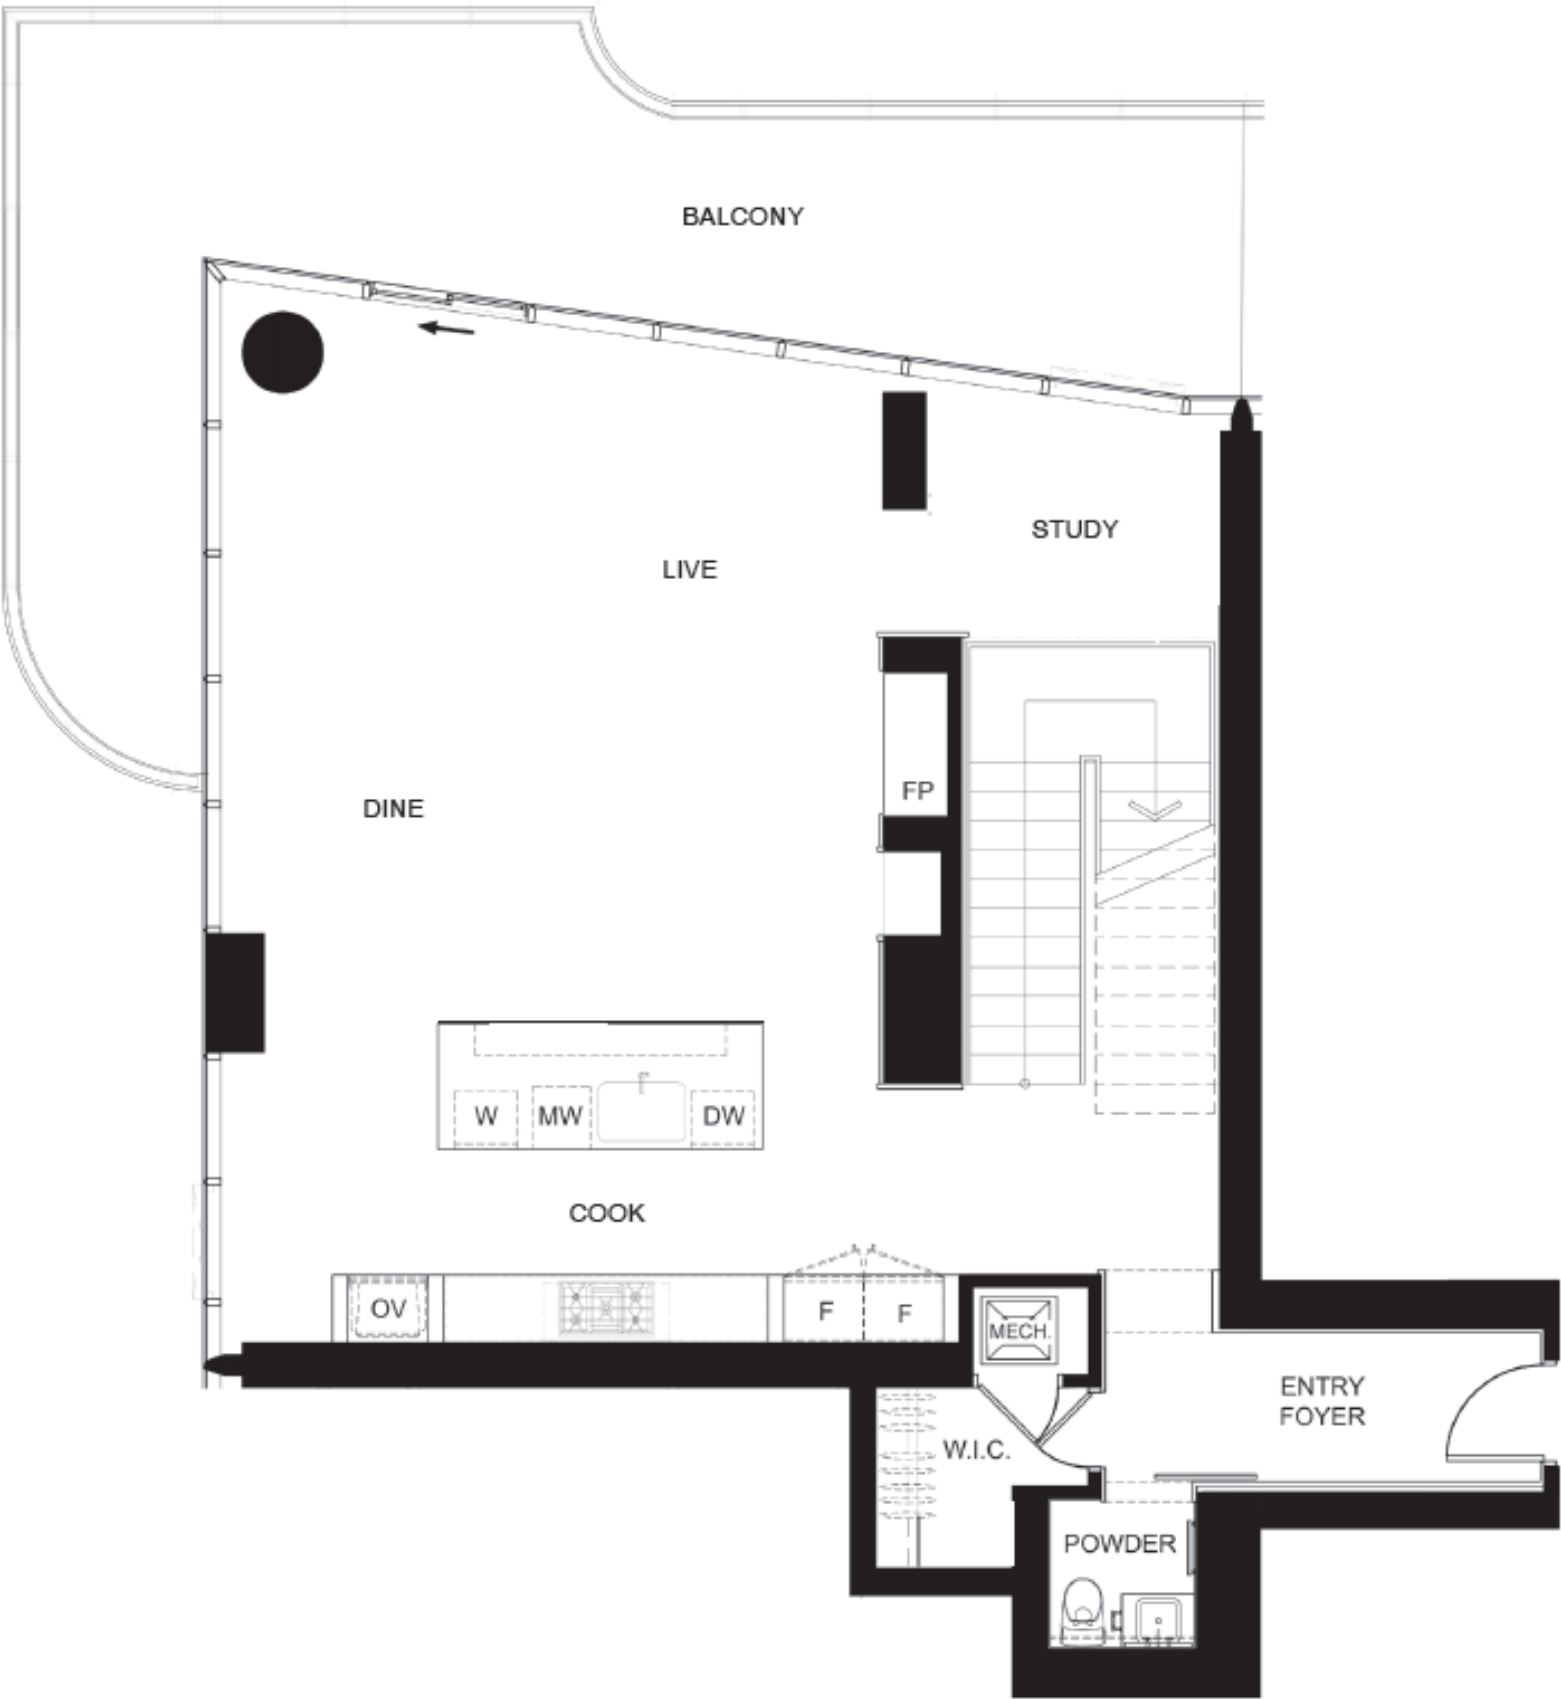 BALCONY
STUDY
LIVE
FP
DINE
W
MW
DW
COOK
OV
F
F
MECH.
ENTRY
FOYER
W.I.C.
POWDER